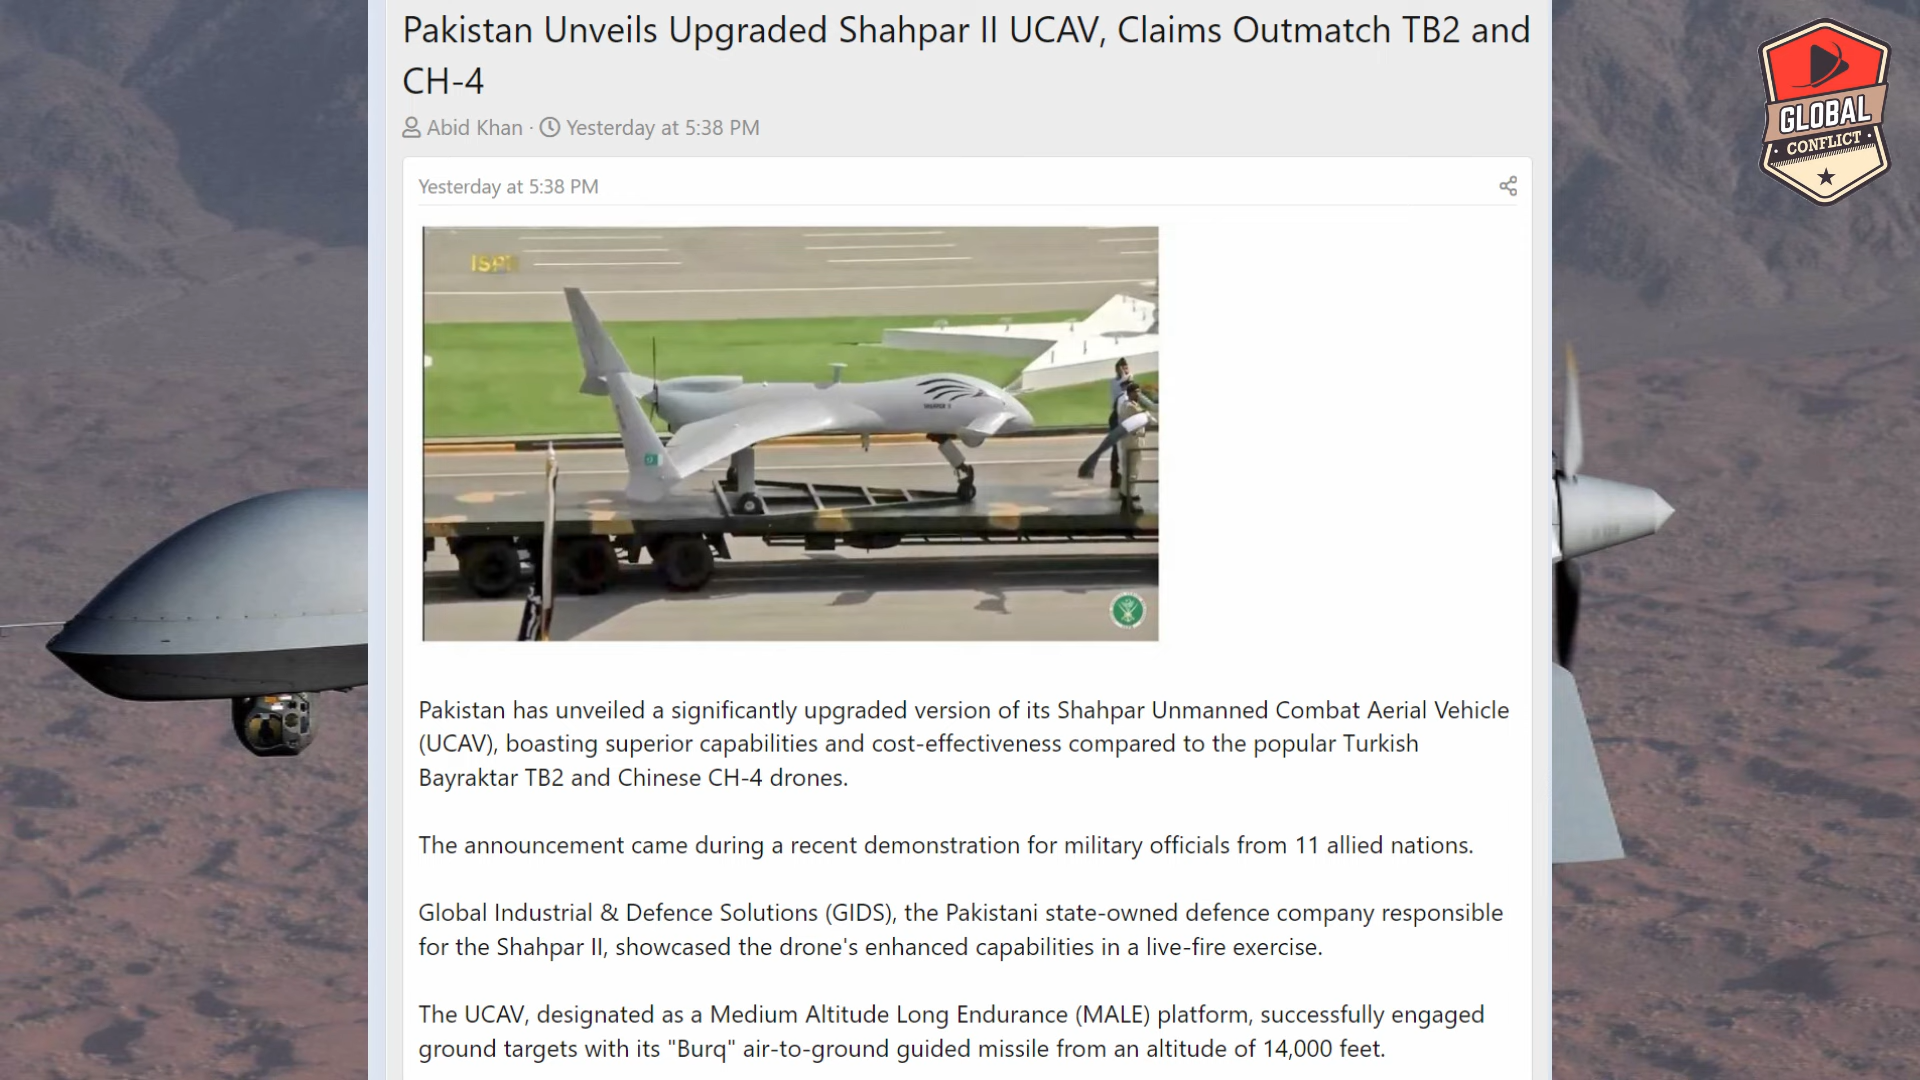 Pakistan Unveils Upgraded Shahpar II UCAV, Claims Outmatch TB2 and
CH-4
Abid Khan · Yesterday at 5:38 PM
Yesterday at 5:38 PM
GLOBAL
CONFLICT
Pakistan has unveiled a significantly upgraded version of its Shahpar Unmanned Combat Aerial Vehicle
(UCAV), boasting superior capabilities and cost-effectiveness compared to the popular Turkish
Bayraktar TB2 and Chinese CH-4 drones.
The announcement came during a recent demonstration for military officials from 11 allied nations.
Global Industrial & Defence Solutions (GIDS), the Pakistani state-owned defence company responsible
for the Shahpar II, showcased the drone's enhanced capabilities in a live-fire exercise.
The UCAV, designated as a Medium Altitude Long Endurance (MALE) platform, successfully engaged
ground targets with its "Burq" air-to-ground guided missile from an altitude of 14,000 feet.